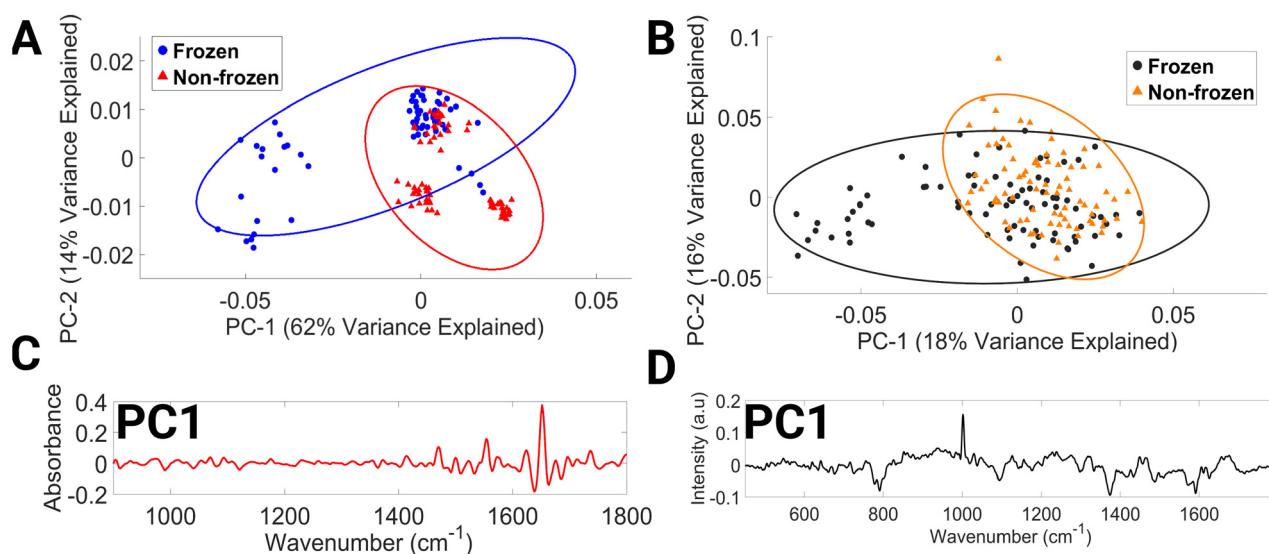 A
PC-2 (14% Variance Explained)
0.02
0.01
0
-0.01
-0.02
Frozen
Non-frozen
-0.05
0
0.05
PC-1 (62% Variance Explained)
B
PC-2 (16% Variance Explained)
0.1
0.05
0
-0.05
Frozen
Non-frozen
-0.05
0
0.05
PC-1 (18% Variance Explained)
C
PC1
Absorbance
0.4
0.2
0
-0.2
1000
1200
1400
1600
1800
Wavenumber (cm⁻¹)
D
PC1
Intensity (a.u)
0.2
0.1
0
-0.1
600
800
1000
1200
1400
1600
Wavenumber (cm⁻¹)